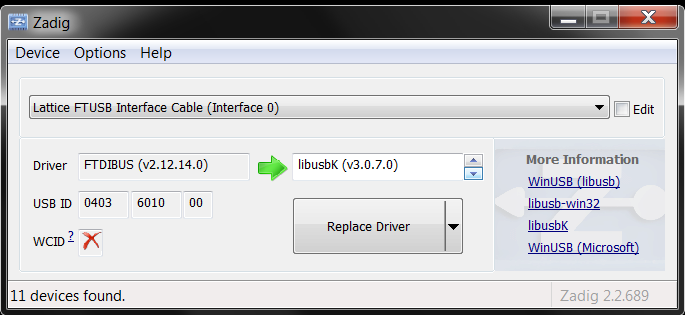 Zadig
Device Options Help
Lattice FTUSB Interface Cable (Interface 0) Edit
Driver FTDIBUS (v2.12.14.0) libusbK (v3.0.7.0)
USB ID 0403 6010 00
WCID ?
Replace Driver
More Information
WinUSB (libusb)
libusb-win32
libusbK
WinUSB (Microsoft)
11 devices found. Zadig 2.2.689